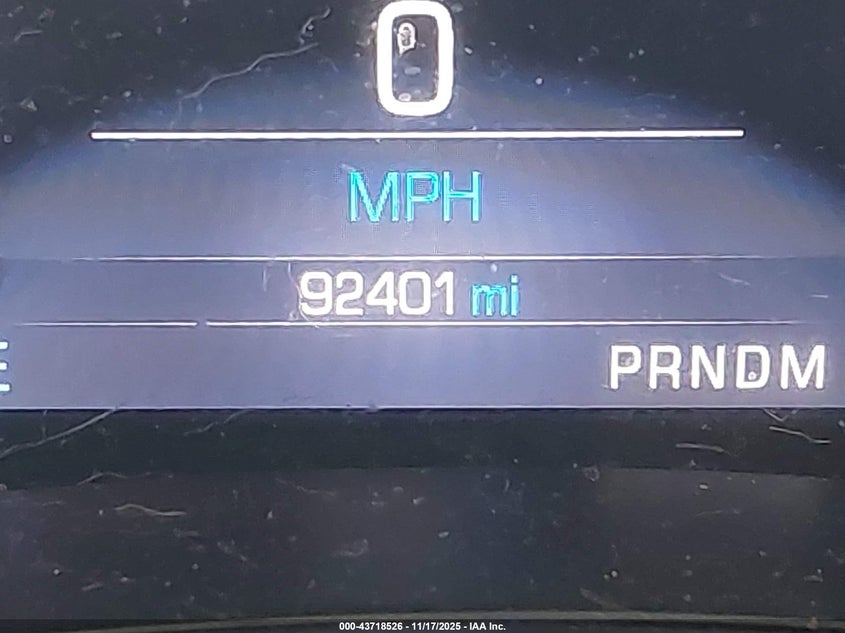 0
MPH
92401 mi
E
PRNDM
000-43718526 - 11/17/2025 - IAA Inc.